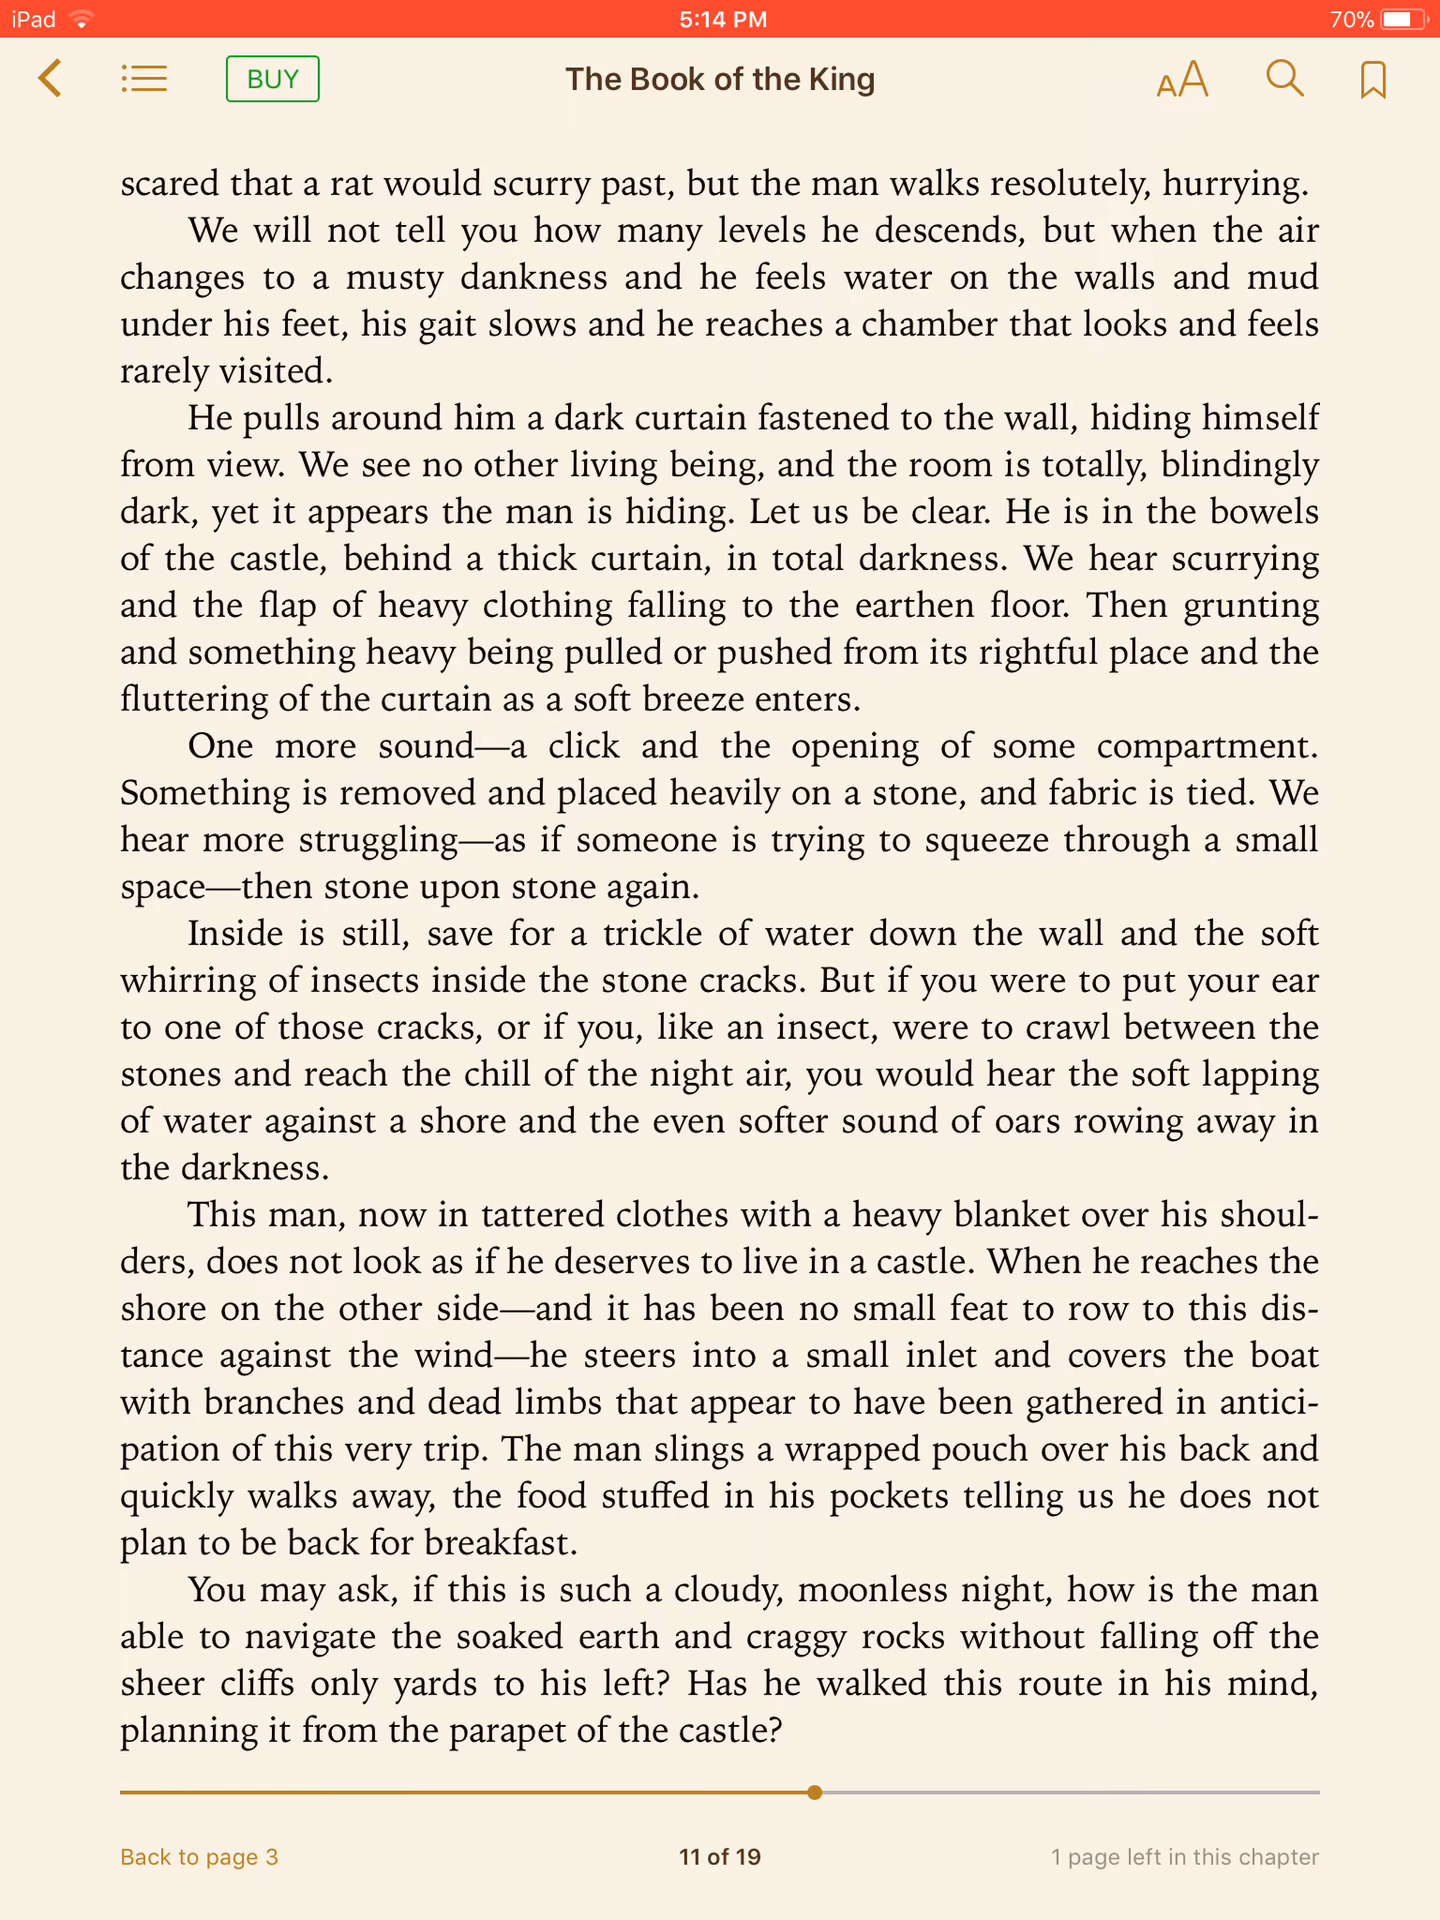 iPad
5:14 PM
70%
BUY
The Book of the King
AA
scared that a rat would scurry past, but the man walks resolutely, hurrying.
We will not tell you how many levels he descends, but when the air
changes to a musty dankness and he feels water on the walls and mud
under his feet, his gait slows and he reaches a chamber that looks and feels
rarely visited.
He pulls around him a dark curtain fastened to the wall, hiding himself
from view. We see no other living being, and the room is totally, blindingly
dark, yet it appears the man is hiding. Let us be clear. He is in the bowels
of the castle, behind a thick curtain, in total darkness. We hear scurrying
and the flap of heavy clothing falling to the earthen floor. Then grunting
and something heavy being pulled or pushed from its rightful place and the
fluttering of the curtain as a soft breeze enters.
One more sound—a click and the opening of some compartment.
Something is removed and placed heavily on a stone, and fabric is tied. We
hear more struggling—as if someone is trying to squeeze through a small
space—then stone upon stone again.
Inside is still, save for a trickle of water down the wall and the soft
whirring of insects inside the stone cracks. But if you were to put your ear
to one of those cracks, or if you, like an insect, were to crawl between the
stones and reach the chill of the night air, you would hear the soft lapping
of water against a shore and the even softer sound of oars rowing away in
the darkness.
This man, now in tattered clothes with a heavy blanket over his shoul-
ders, does not look as if he deserves to live in a castle. When he reaches the
shore on the other side—and it has been no small feat to row to this dis-
tance against the wind—he steers into a small inlet and covers the boat
with branches and dead limbs that appear to have been gathered in antici-
pation of this very trip. The man slings a wrapped pouch over his back and
quickly walks away, the food stuffed in his pockets telling us he does not
plan to be back for breakfast.
You may ask, if this is such a cloudy, moonless night, how is the man
able to navigate the soaked earth and craggy rocks without falling off the
sheer cliffs only yards to his left? Has he walked this route in his mind,
planning it from the parapet of the castle?
Back to page 3
11 of 19
1 page left in this chapter